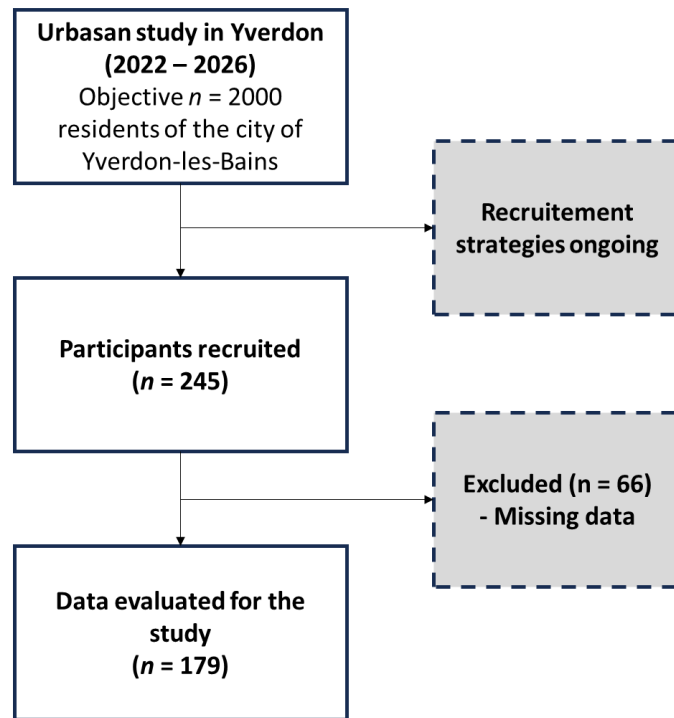 Urbasan study in Yverdon
(2022 – 2026)
Objective n = 2000
residents of the city of
Yverdon-les-Bains
Recruitement
strategies ongoing
Participants recruited
(n = 245)
Excluded (n = 66)
- Missing data
Data evaluated for the
study
(n = 179)